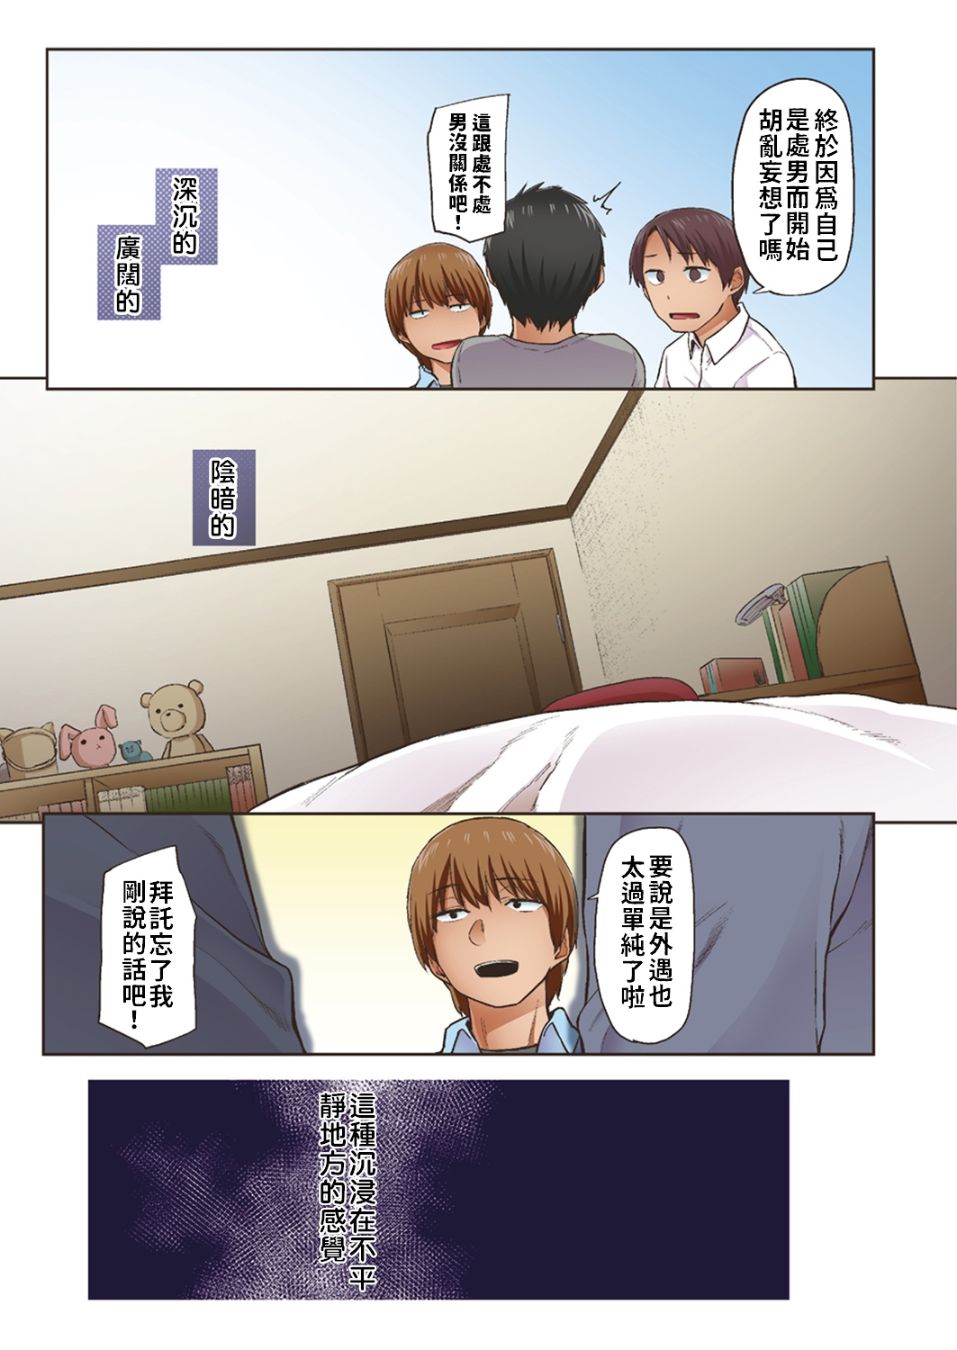 終於因為自己
是處男而開始
胡亂妄想了嗎
這跟處不處
男沒關係吧！
深沉的
廣闊的
陰暗的
要說是外遇也
太過單純了啦
拜託忘了我
剛說的話吧！
這種沉浸在不平
靜地方的感覺